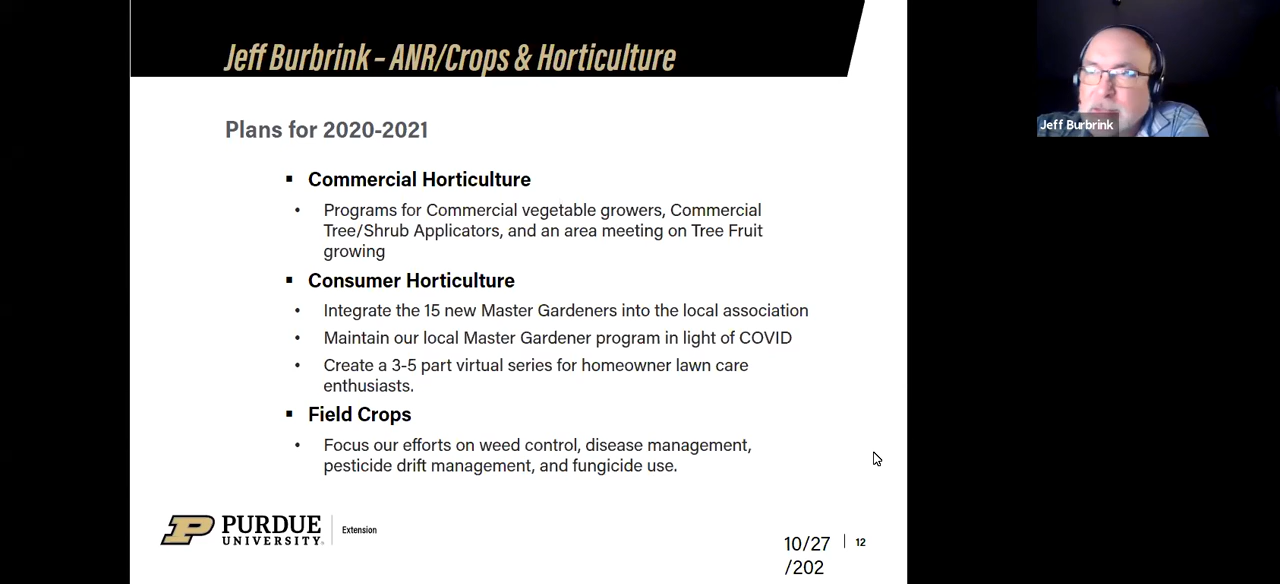 Jeff Burbrink – ANR/Crops & Horticulture
Jeff Burbrink
Plans for 2020-2021
▪ Commercial Horticulture
• Programs for Commercial vegetable growers, Commercial
Tree/Shrub Applicators, and an area meeting on Tree Fruit
growing
▪ Consumer Horticulture
• Integrate the 15 new Master Gardeners into the local association
• Maintain our local Master Gardener program in light of COVID
• Create a 3-5 part virtual series for homeowner lawn care
enthusiasts.
▪ Field Crops
• Focus our efforts on weed control, disease management,
pesticide drift management, and fungicide use.
P PURDUE UNIVERSITY® Extension
10/27
/202
12